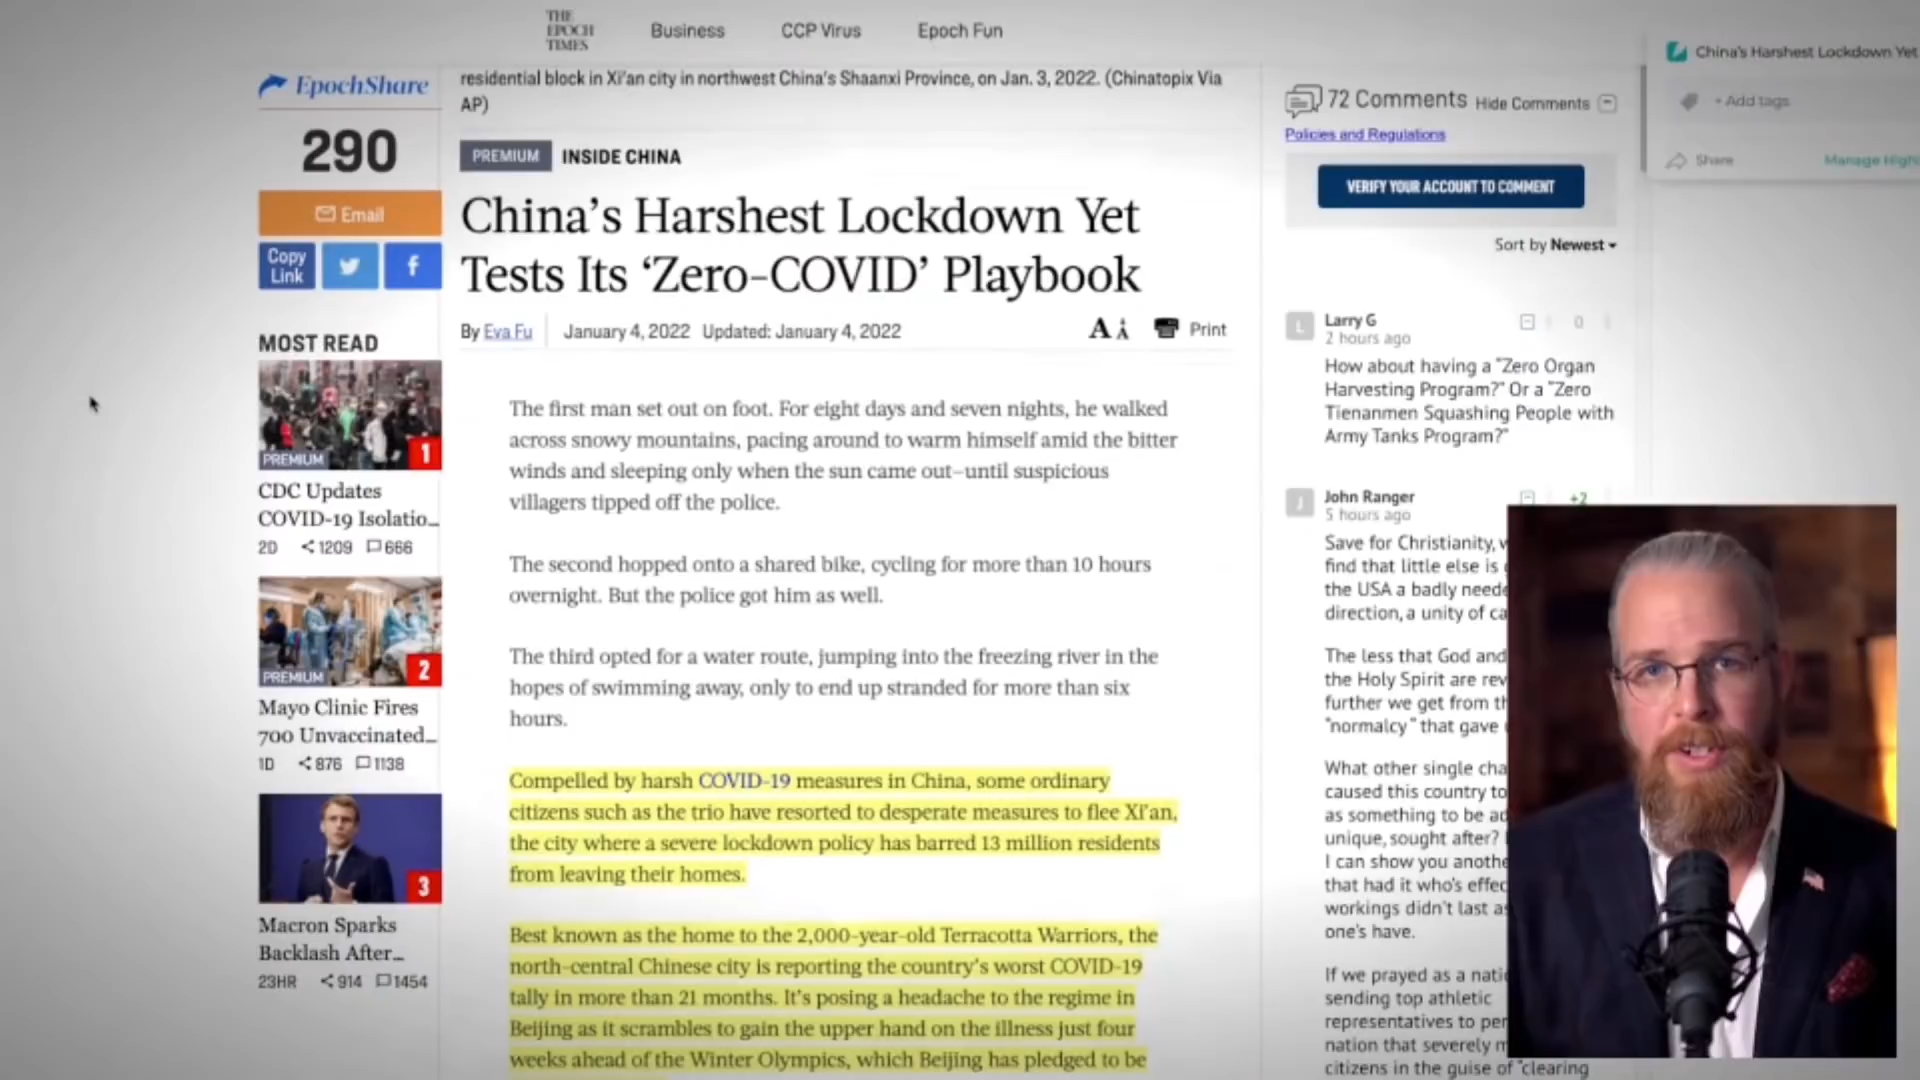 THE
EPOCH
TIMES
Business
CCP Virus
Epoch Fun
EpochShare
290
Email
Copy
Link
MOST READ
PREMIUM
1
CDC Updates
COVID-19 Isolatio...
2D 1209 666
PREMIUM
2
Mayo Clinic Fires
700 Unvaccinated...
1D 876 1138
3
Macron Sparks
Backlash After...
23HR 914 1454
residential block in Xi'an city in northwest China's Shaanxi Province, on Jan. 3, 2022. (Chinatopix Via
AP)
PREMIUM INSIDE CHINA
China's Harshest Lockdown Yet
Tests Its 'Zero-COVID' Playbook
By Eva Fu January 4, 2022 Updated: January 4, 2022
A A Print
The first man set out on foot. For eight days and seven nights, he walked
across snowy mountains, pacing around to warm himself amid the bitter
winds and sleeping only when the sun came out–until suspicious
villagers tipped off the police.
The second hopped onto a shared bike, cycling for more than 10 hours
overnight. But the police got him as well.
The third opted for a water route, jumping into the freezing river in the
hopes of swimming away, only to end up stranded for more than six
hours.
Compelled by harsh COVID-19 measures in China, some ordinary
citizens such as the trio have resorted to desperate measures to flee Xi'an,
the city where a severe lockdown policy has barred 13 million residents
from leaving their homes.
Best known as the home to the 2,000-year-old Terracotta Warriors, the
north-central Chinese city is reporting the country's worst COVID-19
tally in more than 21 months. It's posing a headache to the regime in
Beijing as it scrambles to gain the upper hand on the illness just four
weeks ahead of the Winter Olympics, which Beijing has pledged to be
72 Comments Hide Comments
Policies and Regulations
VERIFY YOUR ACCOUNT TO COMMENT
Sort by Newest
L
Larry G
0
2 hours ago
How about having a "Zero Organ
Harvesting Program?" Or a "Zero
Tienanmen Squashing People with
Army Tanks Program?"
J
John Ranger
+2
5 hours ago
Save for Christianity,
find that little else is
the USA a badly neede
direction, a unity of ca
The less that God and
the Holy Spirit are rev
further we get from th
"normalcy" that gave
What other single cha
caused this country to
as something to be ad
unique, sought after?
I can show you anothe
that had it who's effec
workings didn't last as
one's have.
If we prayed as a natio
sending top athletic
representatives to per
nation that severely m
citizens in the guise of "clearing
China's Harshest Lockdown Yet
+ Add tags
Share
Manage Highl